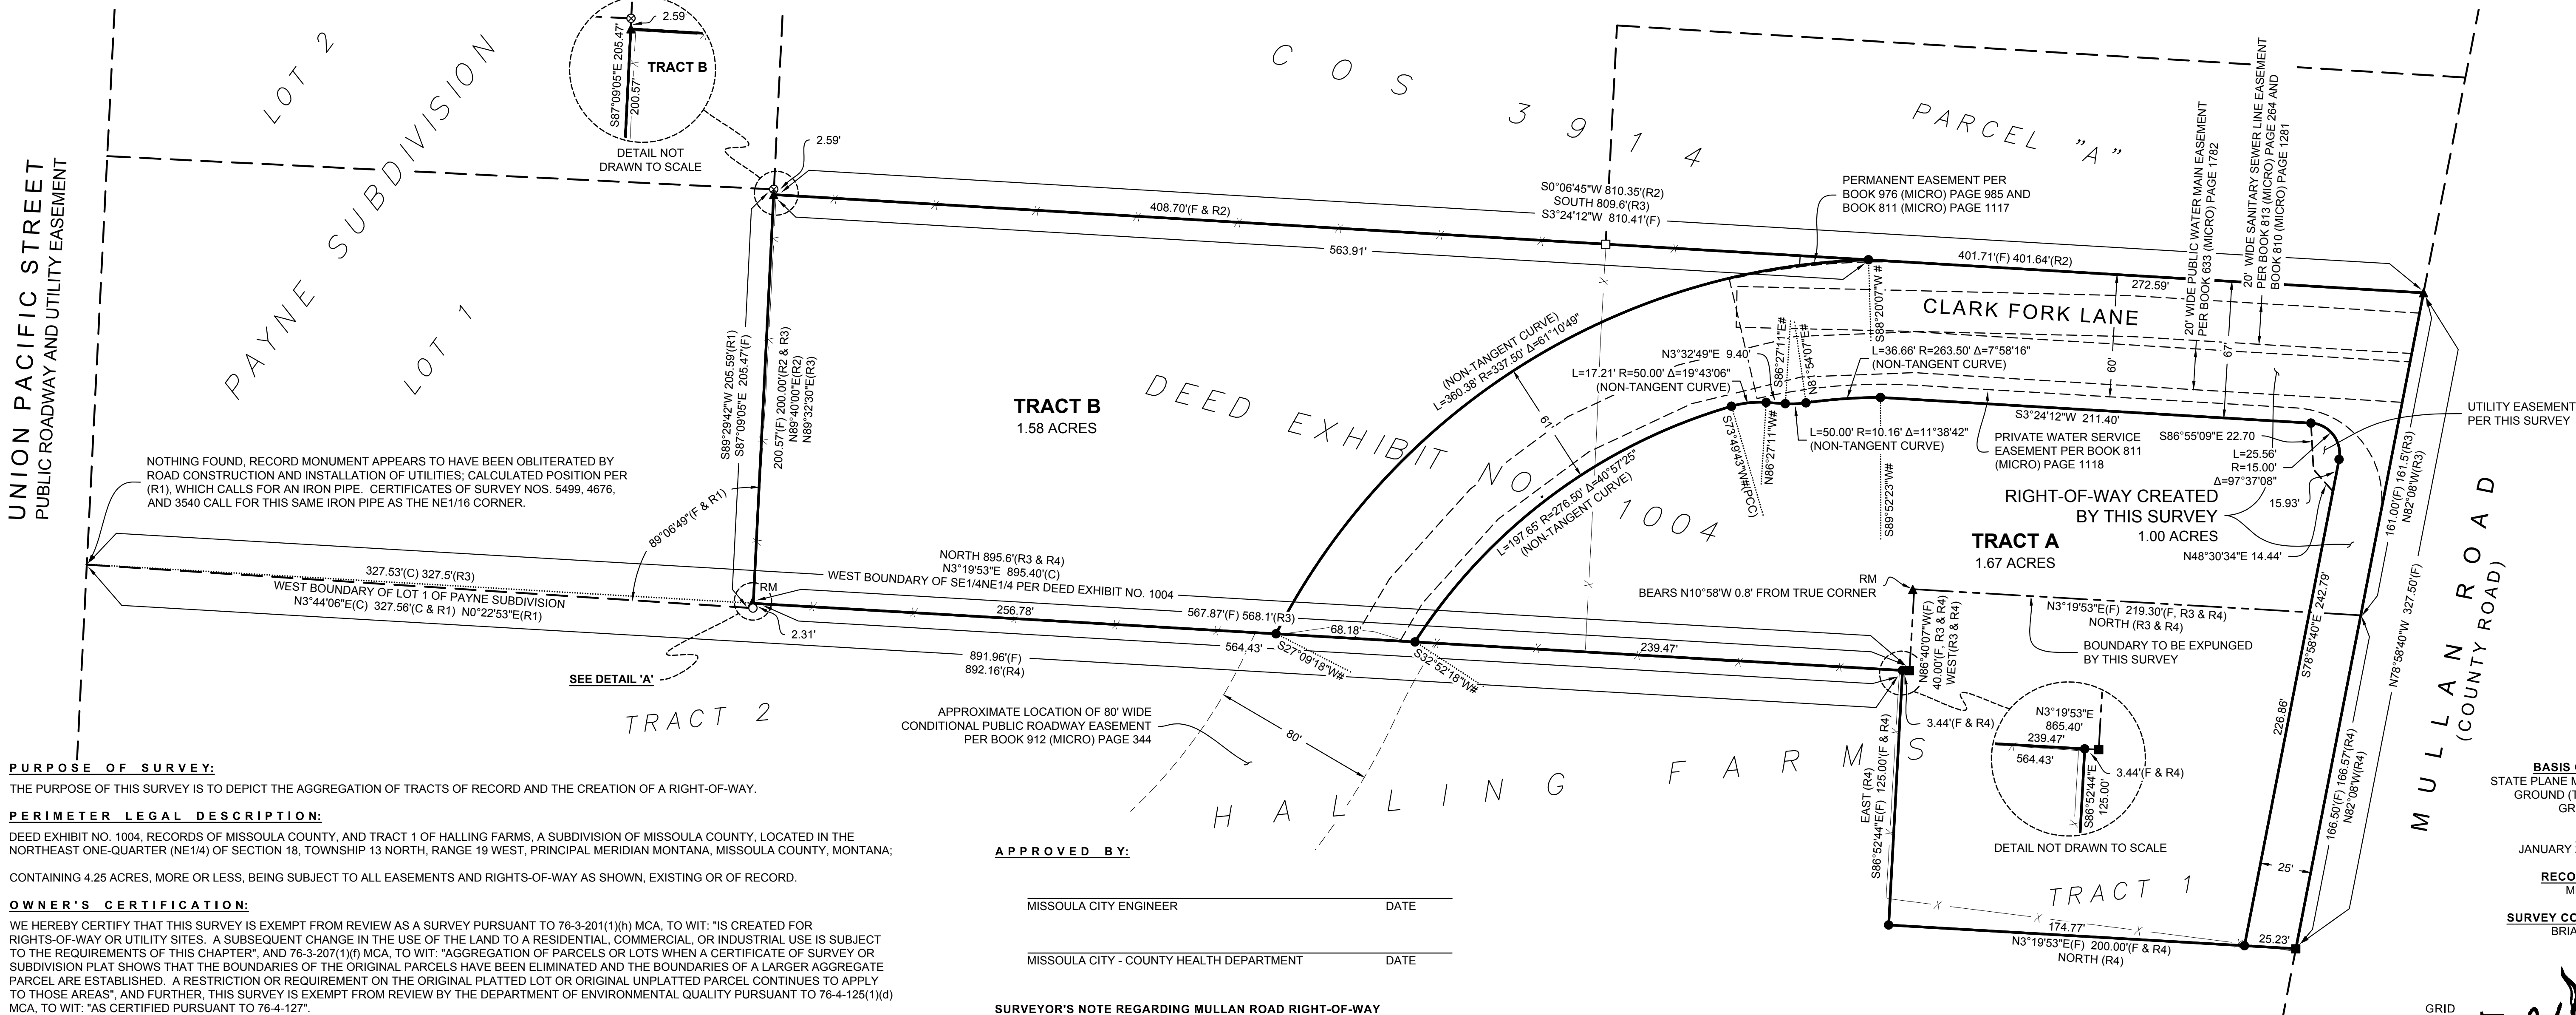 UNION PACIFIC STREET
PUBLIC ROADWAY AND UTILITY EASEMENT
LOT 2
PAYNE SUBDIVISION
LOT 1
2.59
S87°09'05"E 205.47'
200.57'
TRACT B
DETAIL NOT
DRAWN TO SCALE
2.59'
COS 3914
PARCEL "A"
S0°06'45"W 810.35'(R2)
SOUTH 809.6'(R3)
S3°24'12"W 810.41'(F)
408.70'(F & R2)
563.91'
PERMANENT EASEMENT PER
BOOK 976 (MICRO) PAGE 985 AND
BOOK 811 (MICRO) PAGE 1117
401.71'(F) 401.64'(R2)
272.59'
20' WIDE PUBLIC WATER MAIN EASEMENT
PER BOOK 633 (MICRO) PAGE 1782
20' WIDE SANITARY SEWER LINE EASEMENT
PER BOOK 813 (MICRO) PAGE 264 AND
BOOK 810 (MICRO) PAGE 1281
CLARK FORK LANE
60'
67'
S88°20'07"W #
N3°32'49"E 9.40'
S86°27'11"E#
N81°54'07"E#
L=36.66' R=263.50' Δ=7°58'16"
(NON-TANGENT CURVE)
L=17.21' R=50.00' Δ=19°43'06"
(NON-TANGENT CURVE)
(NON-TANGENT CURVE)
L=360.38' R=337.50' Δ=61°10'49"
61'
L=197.65' R=276.50' Δ=40°57'25"
(NON-TANGENT CURVE)
S73°49'43"W#(PCC)
N86°27'11"W#
L=50.00' R=10.16' Δ=11°38'42"
(NON-TANGENT CURVE)
S89°52'23"W#
S3°24'12"W 211.40'
PRIVATE WATER SERVICE
EASEMENT PER BOOK 811
(MICRO) PAGE 1118
S86°55'09"E 22.70
L=25.56'
R=15.00'
Δ=97°37'08"
15.93'
UTILITY EASEMENT
PER THIS SURVEY
RIGHT-OF-WAY CREATED
BY THIS SURVEY
1.00 ACRES
N48°30'34"E 14.44'
161.00'(F) 161.5'(R3)
N82°08'W(R3)
TRACT B
1.58 ACRES
DEED EXHIBIT NO. 1004
TRACT A
1.67 ACRES
S89°29'42"W 205.59'(R1)
S87°09'05"E 205.47'(F)
200.57'(F) 200.00'(R2 & R3)
N89°40'00"E(R2)
N89°32'30"E(R3)
NOTHING FOUND, RECORD MONUMENT APPEARS TO HAVE BEEN OBLITERATED BY
ROAD CONSTRUCTION AND INSTALLATION OF UTILITIES; CALCULATED POSITION PER
(R1), WHICH CALLS FOR AN IRON PIPE. CERTIFICATES OF SURVEY NOS. 5499, 4676,
AND 3540 CALL FOR THIS SAME IRON PIPE AS THE NE1/16 CORNER.
89°06'49"(F & R1)
327.53'(C) 327.5'(R3)
WEST BOUNDARY OF LOT 1 OF PAYNE SUBDIVISION
N3°44'06"E(C) 327.56'(C & R1) N0°22'53"E(R1)
RM
NORTH 895.6'(R3 & R4)
N3°19'53"E 895.40'(C)
WEST BOUNDARY OF SE1/4NE1/4 PER DEED EXHIBIT NO. 1004
256.78'
567.87'(F) 568.1'(R3)
68.18'
239.47'
2.31'
564.43'
891.96'(F)
892.16'(R4)
S27°09'18"W#
S32°52'18"W#
SEE DETAIL 'A'
RM
BEARS N10°58'W 0.8' FROM TRUE CORNER
N86°40'07"W(F)
40.00'(F, R3 & R4)
WEST(R3 & R4)
N3°19'53"E(F) 219.30'(F, R3 & R4)
NORTH (R3 & R4)
BOUNDARY TO BE EXPUNGED
BY THIS SURVEY
S78°58'40"E 242.79'
226.86'
N78°58'40"W 327.50'(F)
MULLAN ROAD
(COUNTY ROAD)
166.50'(F) 166.57'(R4)
N82°08'W(R4)
3.44'(F & R4)
N3°19'53"E
865.40'
239.47'
564.43'
3.44'(F & R4)
S86°52'44"E
125.00'
DETAIL NOT DRAWN TO SCALE
EAST (R4)
S86°52'44"E(F) 125.00'(F & R4)
TRACT 2
APPROXIMATE LOCATION OF 80' WIDE
CONDITIONAL PUBLIC ROADWAY EASEMENT
PER BOOK 912 (MICRO) PAGE 344
80'
HALLING FARMS
TRACT 1
174.77'
N3°19'53"E(F) 200.00'(F & R4)
NORTH (R4)
25'
25.23'
PURPOSE OF SURVEY:
THE PURPOSE OF THIS SURVEY IS TO DEPICT THE AGGREGATION OF TRACTS OF RECORD AND THE CREATION OF A RIGHT-OF-WAY.
PERIMETER LEGAL DESCRIPTION:
DEED EXHIBIT NO. 1004, RECORDS OF MISSOULA COUNTY, AND TRACT 1 OF HALLING FARMS, A SUBDIVISION OF MISSOULA COUNTY, LOCATED IN THE
NORTHEAST ONE-QUARTER (NE1/4) OF SECTION 18, TOWNSHIP 13 NORTH, RANGE 19 WEST, PRINCIPAL MERIDIAN MONTANA, MISSOULA COUNTY, MONTANA;
CONTAINING 4.25 ACRES, MORE OR LESS, BEING SUBJECT TO ALL EASEMENTS AND RIGHTS-OF-WAY AS SHOWN, EXISTING OR OF RECORD.
OWNER'S CERTIFICATION:
WE HEREBY CERTIFY THAT THIS SURVEY IS EXEMPT FROM REVIEW AS A SURVEY PURSUANT TO 76-3-201(1)(h) MCA, TO WIT: "IS CREATED FOR
RIGHTS-OF-WAY OR UTILITY SITES. A SUBSEQUENT CHANGE IN THE USE OF THE LAND TO A RESIDENTIAL, COMMERCIAL, OR INDUSTRIAL USE IS SUBJECT
TO THE REQUIREMENTS OF THIS CHAPTER", AND 76-3-207(1)(f) MCA, TO WIT: "AGGREGATION OF PARCELS OR LOTS WHEN A CERTIFICATE OF SURVEY OR
SUBDIVISION PLAT SHOWS THAT THE BOUNDARIES OF THE ORIGINAL PARCELS HAVE BEEN ELIMINATED AND THE BOUNDARIES OF A LARGER AGGREGATE
PARCEL ARE ESTABLISHED. A RESTRICTION OR REQUIREMENT ON THE ORIGINAL PLATTED LOT OR ORIGINAL UNPLATTED PARCEL CONTINUES TO APPLY
TO THOSE AREAS", AND FURTHER, THIS SURVEY IS EXEMPT FROM REVIEW BY THE DEPARTMENT OF ENVIRONMENTAL QUALITY PURSUANT TO 76-4-125(1)(d)
MCA, TO WIT: "AS CERTIFIED PURSUANT TO 76-4-127".
APPROVED BY:
MISSOULA CITY ENGINEER DATE
MISSOULA CITY - COUNTY HEALTH DEPARTMENT DATE
SURVEYOR'S NOTE REGARDING MULLAN ROAD RIGHT-OF-WAY
BASIS
STATE PLANE
GROUND
JANUARY
SURVEY
GRID